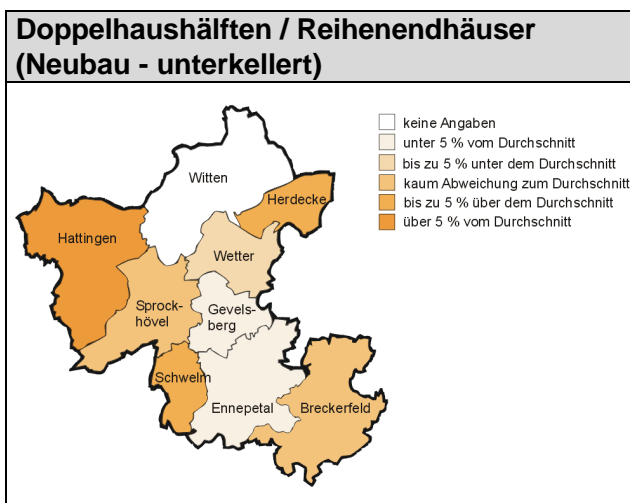 Doppelhaushälften / Reihenendhäuser
(Neubau - unterkellert)
keine Angaben
unter 5 % vom Durchschnitt
bis zu 5 % unter dem Durchschnitt
kaum Abweichung zum Durchschnitt
bis zu 5 % über dem Durchschnitt
über 5 % vom Durchschnitt
Witten
Herdecke
Hattingen
Wetter
Sprock-
hövel
Gevels-
berg
Schwelm
Ennepetal
Breckerfeld